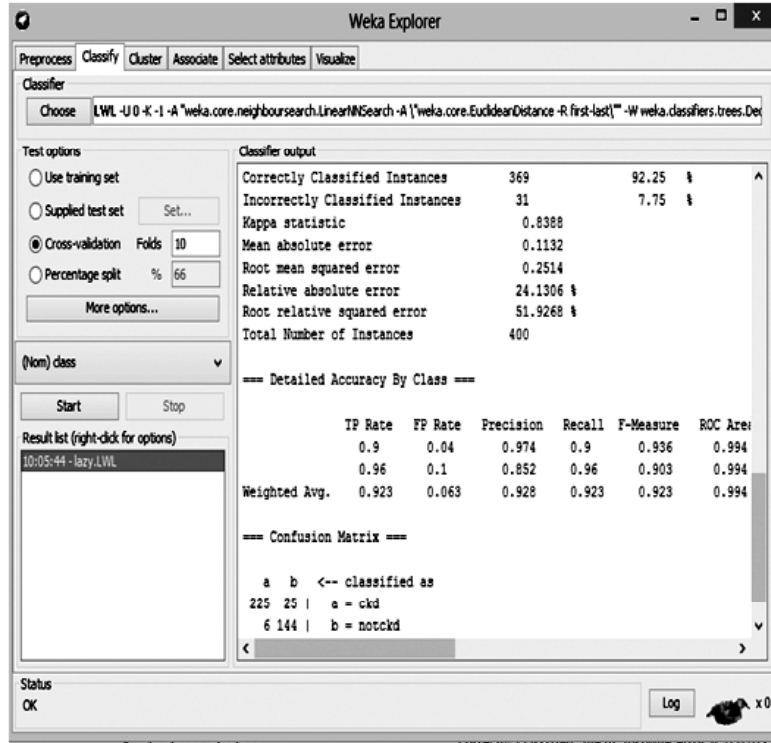 Weka Explorer
Preprocess Classify Cluster Associate Select attributes Visualize
Classifier
Choose LWL -U 0 -K -1 -A "weka.core.neighboursearch.LinearNNSearch -A \"weka.core.EuclideanDistance -R first-last\"" -W weka.classifiers.trees.Dec
Test options
Use training set
Supplied test set Set...
Cross-validation Folds 10
Percentage split % 66
More options...
(Nom) class
Start Stop
Result list (right-click for options)
10:05:44 - lazy.LWL
Classifier output
Correctly Classified Instances 369 92.25 %
Incorrectly Classified Instances 31 7.75 %
Kappa statistic 0.8388
Mean absolute error 0.1132
Root mean squared error 0.2514
Relative absolute error 24.1306 %
Root relative squared error 51.9268 %
Total Number of Instances 400
=== Detailed Accuracy By Class ===
TP Rate FP Rate Precision Recall F-Measure ROC Area
0.9 0.04 0.974 0.9 0.936 0.994
0.96 0.1 0.852 0.96 0.903 0.994
Weighted Avg. 0.923 0.063 0.928 0.923 0.923 0.994
=== Confusion Matrix ===
a b <-- classified as
225 25 | a = ckd
6 144 | b = notckd
Status
OK
Log
x 0